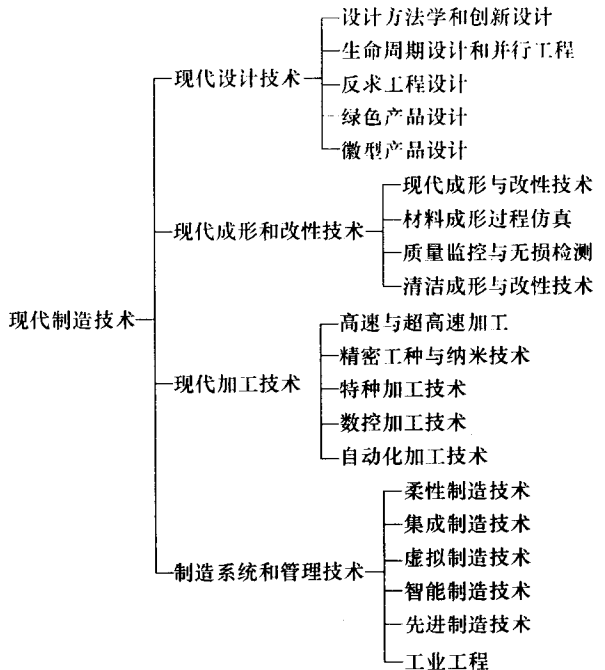 现代制造技术
现代设计技术
设计方法学和创新设计
生命周期设计和并行工程
反求工程设计
绿色产品设计
徽型产品设计
现代成形和改性技术
现代成形与改性技术
材料成形过程仿真
质量监控与无损检测
清洁成形与改性技术
现代加工技术
高速与超高速加工
精密工种与纳米技术
特种加工技术
数控加工技术
自动化加工技术
制造系统和管理技术
柔性制造技术
集成制造技术
虚拟制造技术
智能制造技术
先进制造技术
工业工程